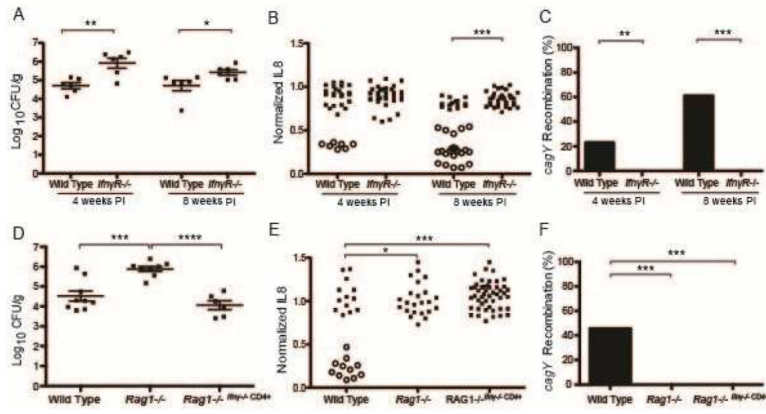 A
**
*
Log10CFU/g
7
6
5
4
3
2
1
0
Wild Type IfnγR-/- Wild Type IfnγR-/-
4 weeks PI 8 weeks PI
B
***
Normalized IL8
1.5
1.0
0.5
0
Wild Type IfnγR-/- Wild Type IfnγR-/-
4 weeks PI 8 weeks PI
C
**
***
cagY Recombination (%)
100
80
60
40
20
0
Wild Type IfnγR-/- Wild Type IfnγR-/-
4 weeks PI 8 weeks PI
D
***
****
Log10 CFU/g
7
6
5
4
3
2
1
0
Wild Type Rag1-/- Rag1-/- Ifnγ-/- CD4+
E
***
*
Normalized IL8
1.5
1.0
0.5
0
Wild Type Rag1-/- RAG1-/- Ifnγ-/- CD4+
F
***
***
cagY Recombination (%)
100
80
60
40
20
0
Wild Type Rag1-/- Rag1-/- Ifnγ-/- CD4+